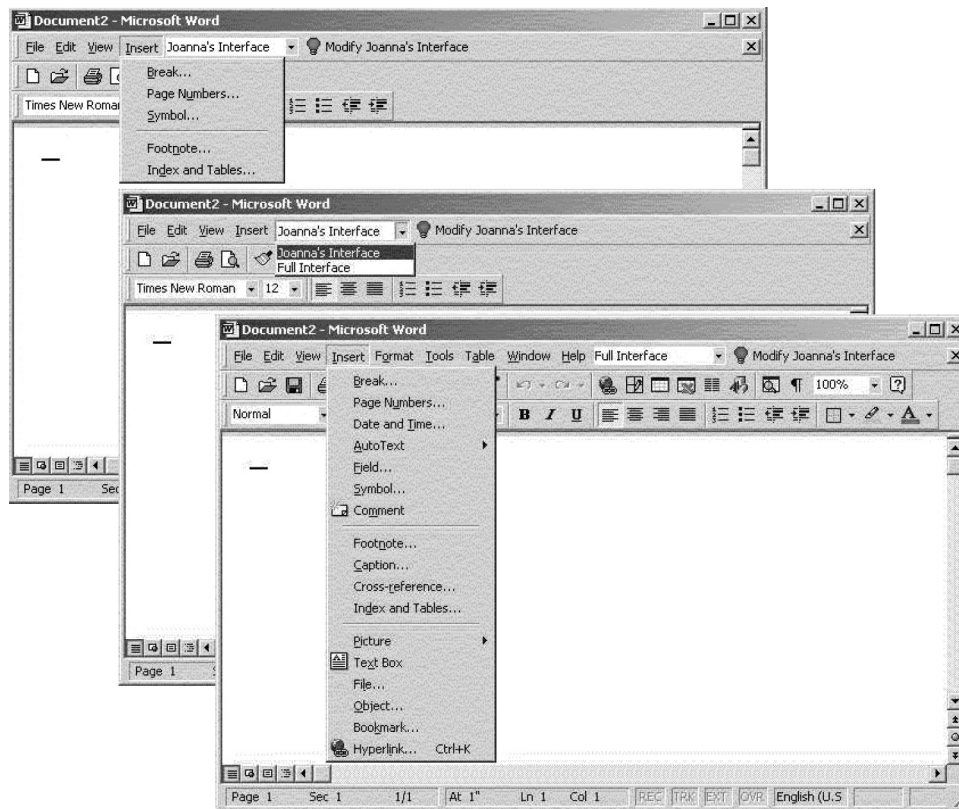 Document2 - Microsoft Word
File Edit View Insert Joanna's Interface Modify Joanna's Interface
Break...
Page Numbers...
Symbol...
Footnote...
Index and Tables...
Times New Roman
Page 1
Document2 - Microsoft Word
File Edit View Insert Joanna's Interface Modify Joanna's Interface
Joanna's Interface
Full Interface
Times New Roman 12
Page 1
Document2 - Microsoft Word
File Edit View Insert Format Tools Table Window Help Full Interface Modify Joanna's Interface
100%
Normal B I U A
Break...
Page Numbers...
Date and Time...
AutoText
Field...
Symbol...
Comment
Footnote...
Caption...
Cross-reference...
Index and Tables...
Picture
Text Box
File...
Object...
Bookmark...
Hyperlink... Ctrl+K
Page 1 Sec 1 1/1 At 1" Ln 1 Col 1 REC TRK EXT OVR English (U.S